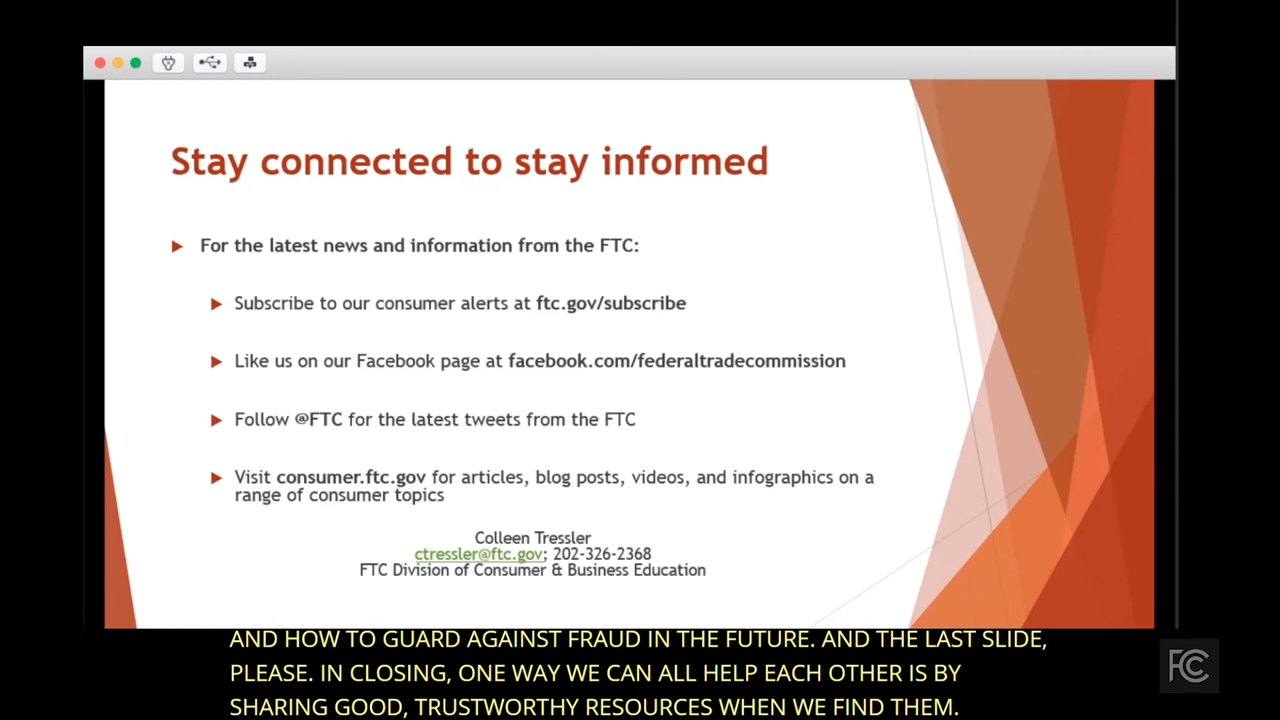 Stay connected to stay informed
For the latest news and information from the FTC:
Subscribe to our consumer alerts at ftc.gov/subscribe
Like us on our Facebook page at facebook.com/federaltradecommission
Follow @FTC for the latest tweets from the FTC
Visit consumer.ftc.gov for articles, blog posts, videos, and infographics on a
range of consumer topics
Colleen Tressler
ctressler@ftc.gov; 202-326-2368
FTC Division of Consumer & Business Education
AND HOW TO GUARD AGAINST FRAUD IN THE FUTURE. AND THE LAST SLIDE,
PLEASE. IN CLOSING, ONE WAY WE CAN ALL HELP EACH OTHER IS BY
SHARING GOOD, TRUSTWORTHY RESOURCES WHEN WE FIND THEM.
FCC